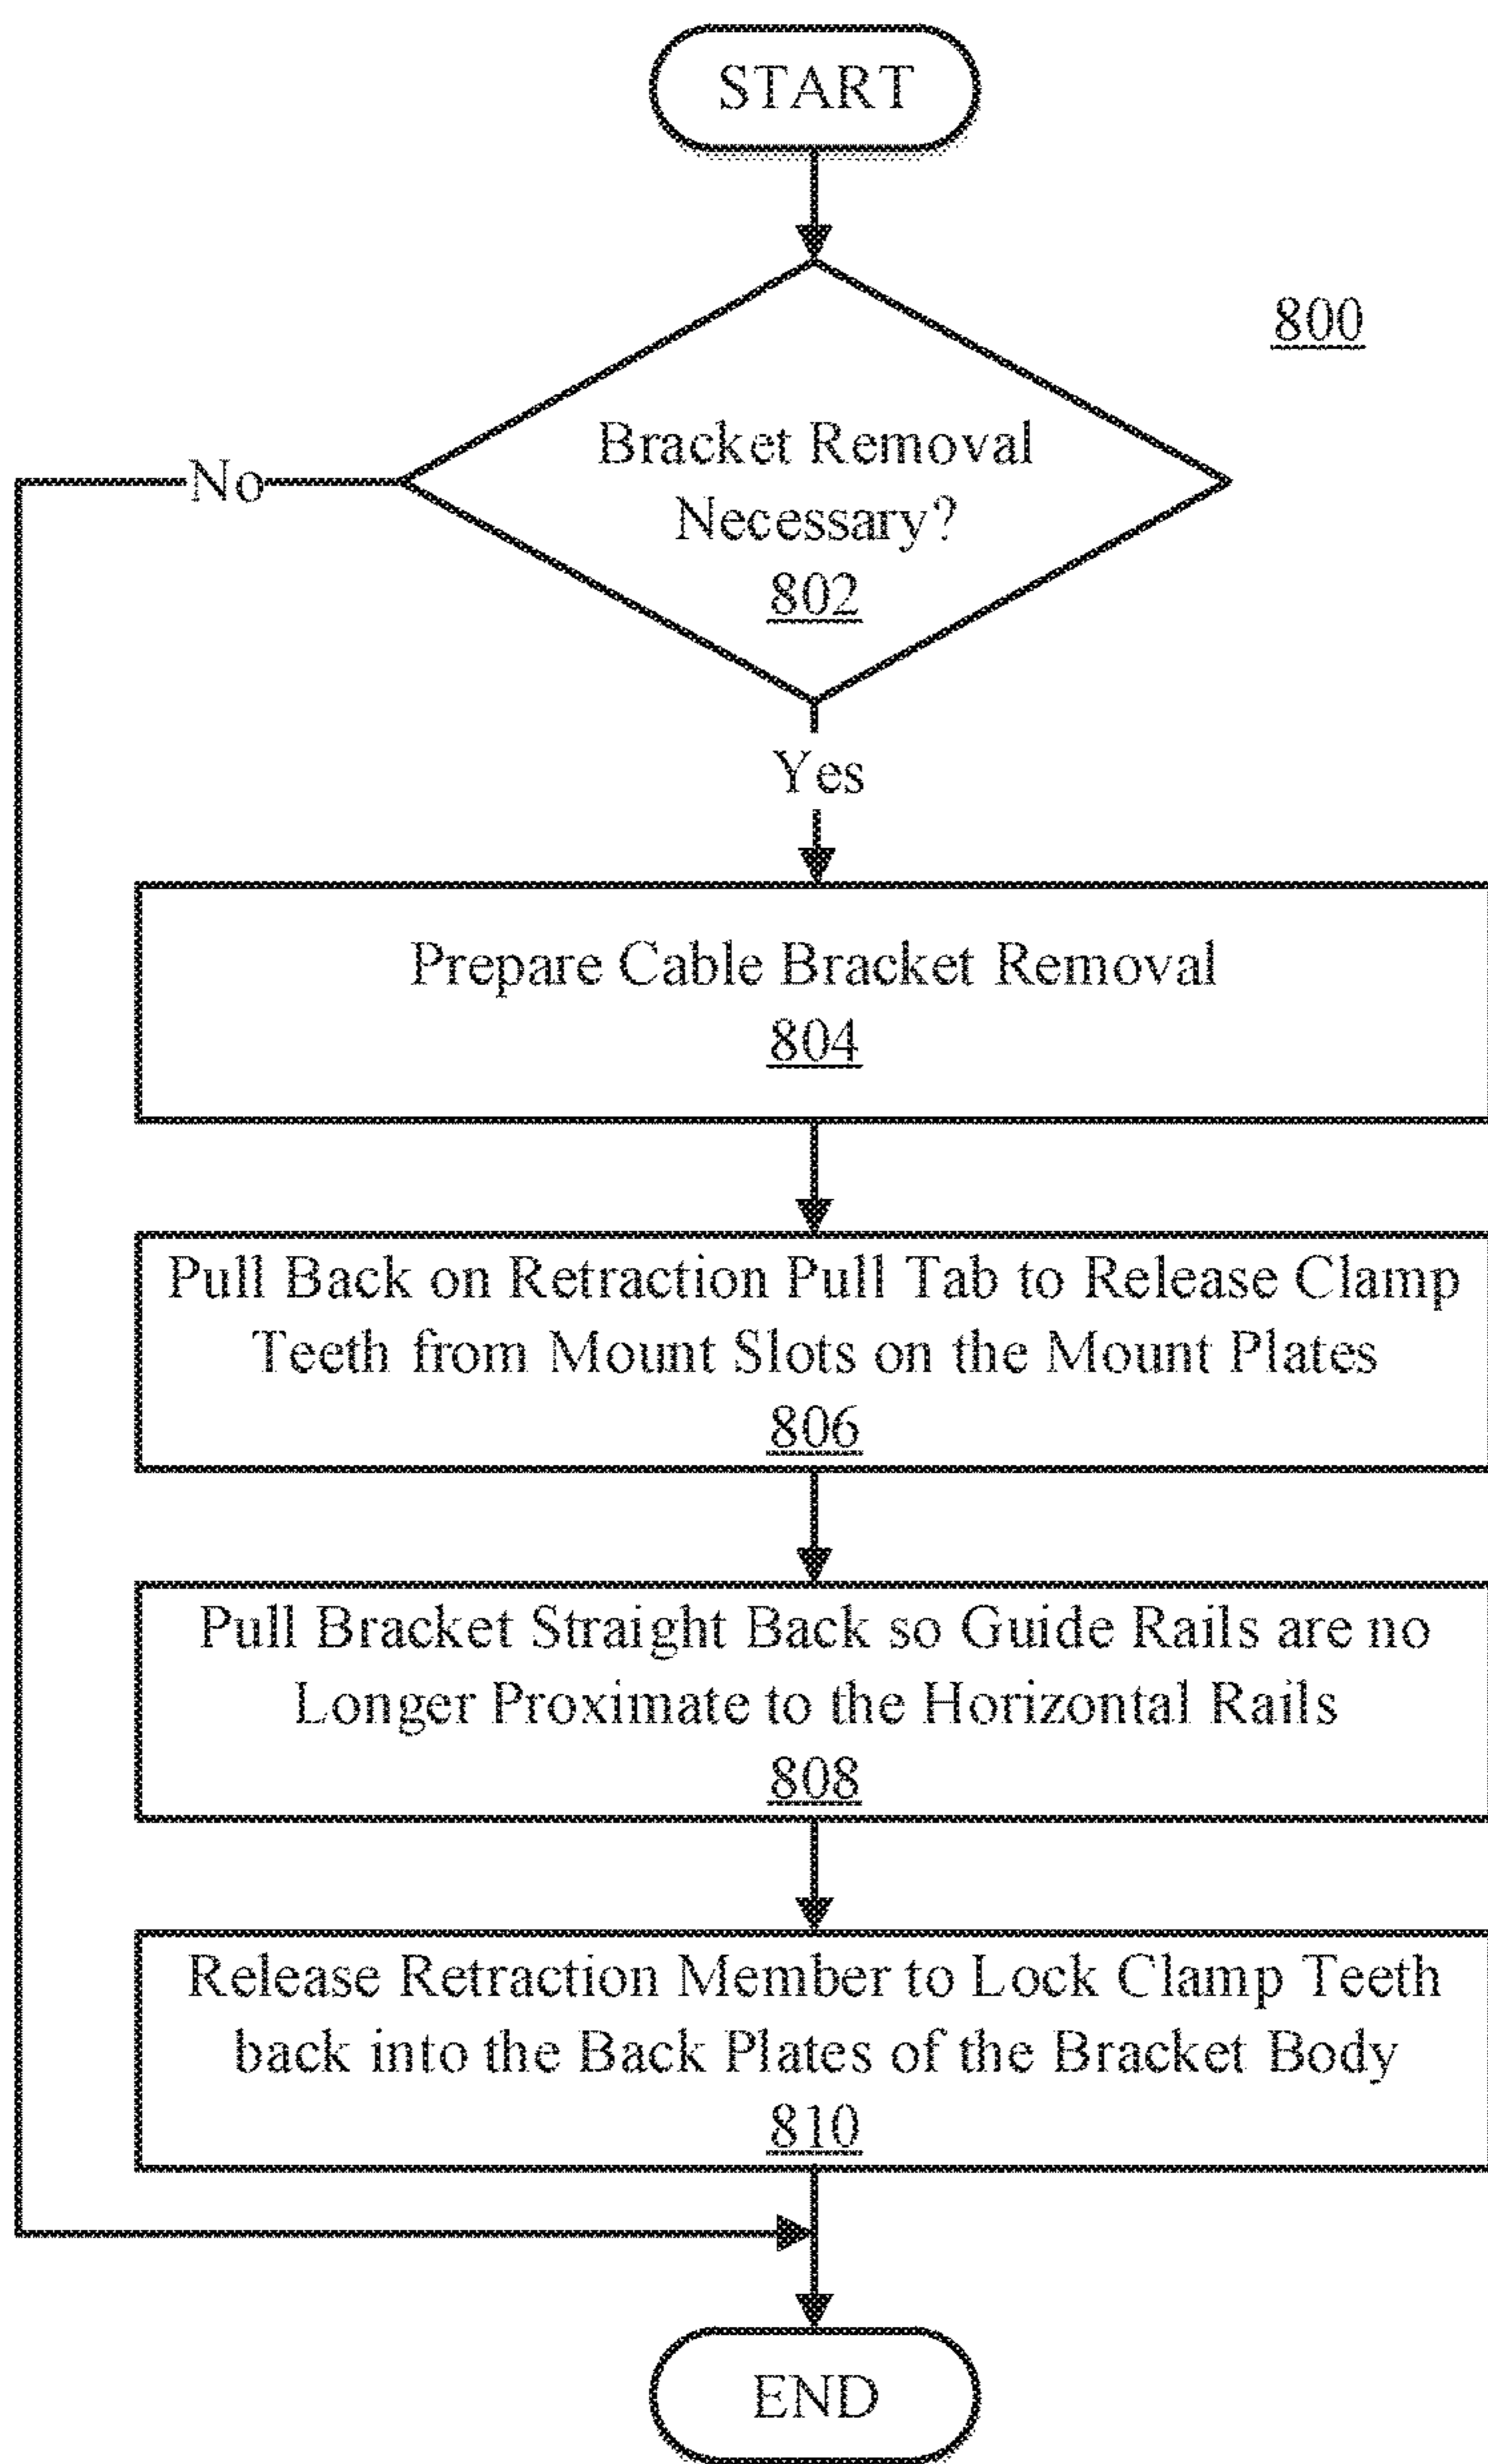 START
800
Bracket Removal
Necessary?
802
No
Yes
Prepare Cable Bracket Removal
804
Pull Back on Retraction Pull Tab to Release Clamp
Teeth from Mount Slots on the Mount Plates
806
Pull Bracket Straight Back so Guide Rails are no
Longer Proximate to the Horizontal Rails
808
Release Retraction Member to Lock Clamp Teeth
back into the Back Plates of the Bracket Body
810
END